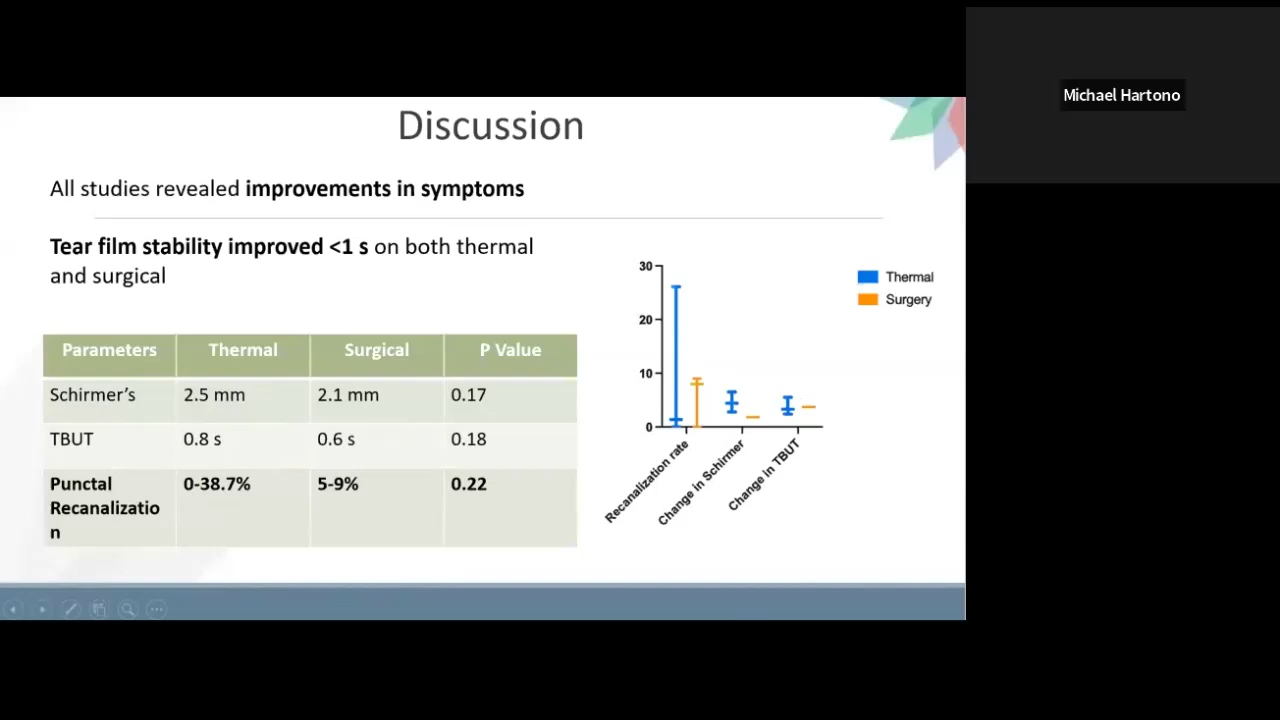 Michael Hartono
Discussion
All studies revealed improvements in symptoms
Tear film stability improved <1 s on both thermal
and surgical
Parameters Thermal Surgical P Value
Schirmer's 2.5 mm 2.1 mm 0.17
TBUT 0.8 s 0.6 s 0.18
Punctal 0-38.7% 5-9% 0.22
Recanalizatio
n
30
20
10
0
Recanalization rate
Change in Schirmer
Change in TBUT
Thermal
Surgery